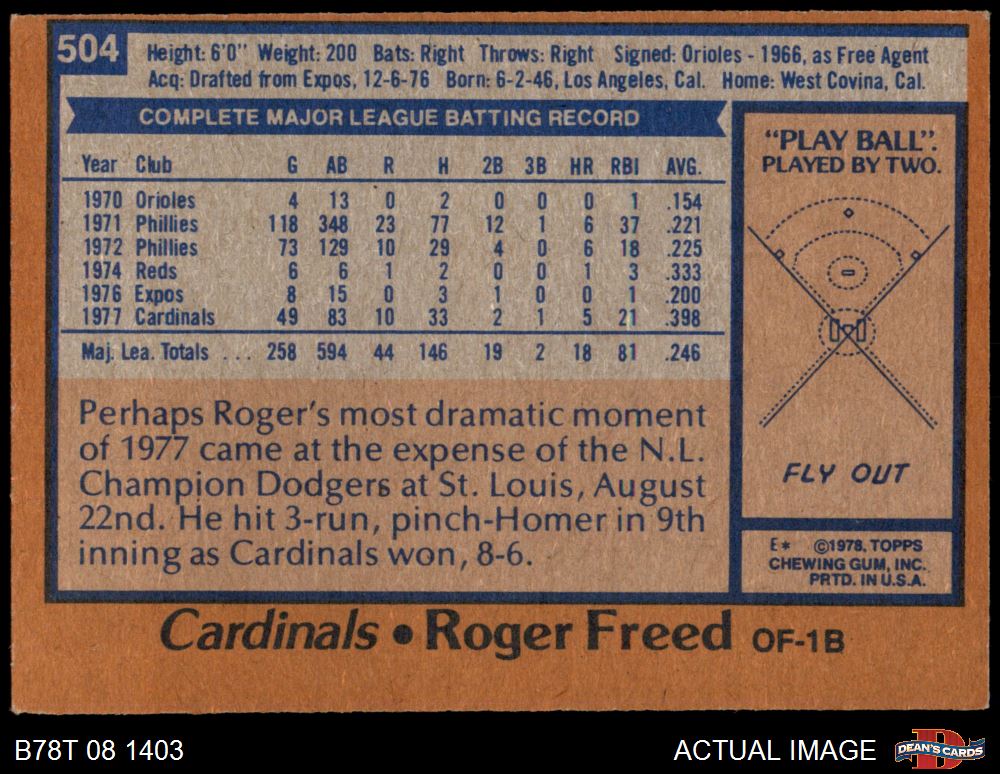 504
Height: 6'0" Weight: 200 Bats: Right Throws: Right Signed: Orioles - 1966, as Free Agent
Acq: Drafted from Expos, 12-6-76 Born: 6-2-46, Los Angeles, Cal. Home: West Covina, Cal.
COMPLETE MAJOR LEAGUE BATTING RECORD
Year Club G AB R H 2B 3B HR RBI AVG.
1970 Orioles 4 13 0 2 0 0 0 1 .154
1971 Phillies 118 348 23 77 12 1 6 37 .221
1972 Phillies 73 129 10 29 4 0 6 18 .225
1974 Reds 6 6 1 2 0 0 1 3 .333
1976 Expos 8 15 0 3 1 0 0 1 .200
1977 Cardinals 49 83 10 33 2 1 5 21 .398
Maj. Lea. Totals ... 258 594 44 146 19 2 18 81 .246
Perhaps Roger's most dramatic moment
of 1977 came at the expense of the N.L.
Champion Dodgers at St. Louis, August
22nd. He hit 3-run, pinch-Homer in 9th
inning as Cardinals won, 8-6.
"PLAY BALL":
PLAYED BY TWO.
FLY OUT
E* ©1978, TOPPS
CHEWING GUM, INC.
PRTD. IN U.S.A.
Cardinals • Roger Freed OF-1B
B78T 08 1403
ACTUAL IMAGE
D
DEAN'S CARDS